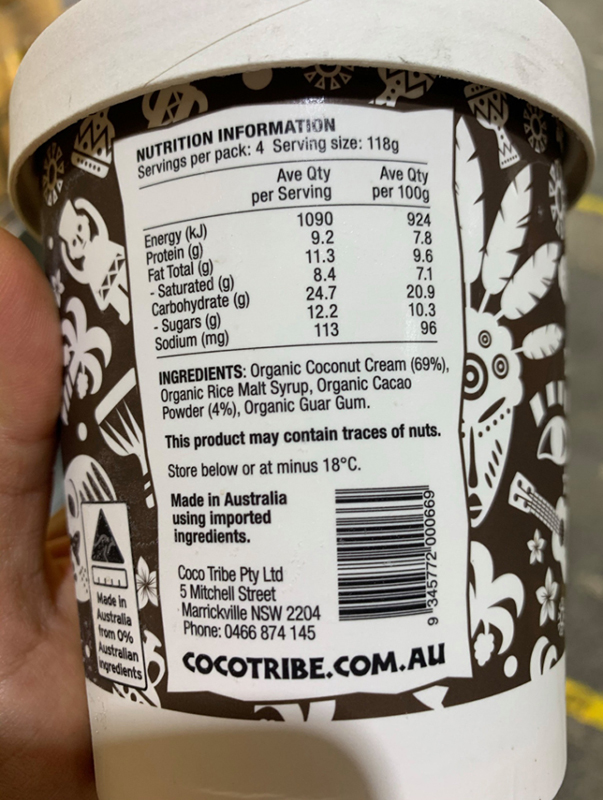 NUTRITION INFORMATION
Servings per pack: 4 Serving size: 118g
Ave Qty Ave Qty
per Serving per 100g
Energy (kJ) 1090 924
Protein (g) 9.2 7.8
Fat Total (g) 11.3 9.6
- Saturated (g) 8.4 7.1
Carbohydrate (g) 24.7 20.9
- Sugars (g) 12.2 10.3
Sodium (mg) 113 96
INGREDIENTS: Organic Coconut Cream (69%),
Organic Rice Malt Syrup, Organic Cacao
Powder (4%), Organic Guar Gum.
This product may contain traces of nuts.
Store below or at minus 18°C.
Made in Australia
using imported
ingredients.
Coco Tribe Pty Ltd
5 Mitchell Street
Marrickville NSW 2204
Phone: 0466 874 145
COCOTRIBE.COM.AU
9 345772 000669
Made in
Australia
from 0%
Australian
ingredients